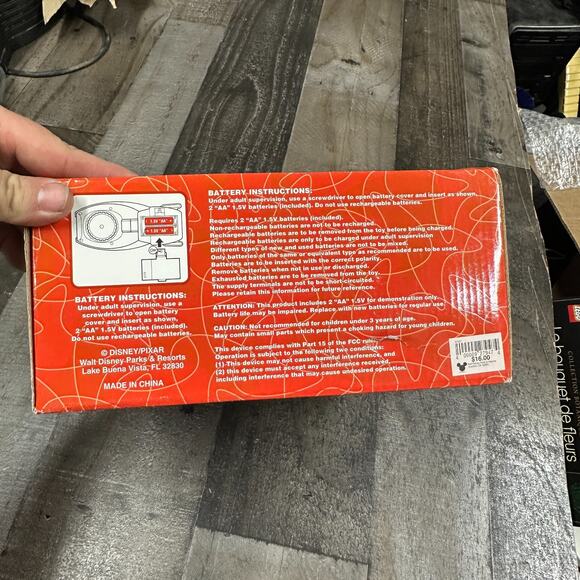 1.5V "AA"
1.5V "AA"
BATTERY INSTRUCTIONS:
Under adult supervision, use a
screwdriver to open battery
cover and insert as shown,
2 "AA" 1.5V batteries (included).
Do not use rechargeable batteries.
© DISNEY/PIXAR
Walt Disney Parks & Resorts
Lake Buena Vista, FL 32830
MADE IN CHINA
BATTERY INSTRUCTIONS:
Under adult supervision, use a screwdriver to open battery cover and insert as shown,
2 "AA" 1.5V batteries (included). Do not use rechargeable batteries.
Requires 2 "AA" 1.5V batteries (included).
Non-rechargeable batteries are not to be recharged.
Rechargeable batteries are to be removed from the toy before being charged.
Rechargeable batteries are only to be charged under adult supervision
Different types of new and used batteries are not to be mixed.
Only batteries of the same or equivalent type as recommended are to be used.
Batteries are to be inserted with the correct polarity.
Remove batteries when not in use or discharged.
Exhausted batteries are to be removed from the toy.
The supply terminals are not to be short-circuited.
Please retain this information for future reference.
ATTENTION: This product includes 2 "AA" 1.5V for demonstration only.
Battery life may be impaired. Replace with new batteries for regular use.
CAUTION: Not recommended for children under 3 years of age.
May contain small parts which present a choking hazard for young children.
This device complies with Part 15 of the FCC rules.
Operation is subject to the following two conditions:
(1) This device may not cause harmful interference, and
(2) this device must accept any interference received,
including interference that may cause undesired operation.
$16.00
LEGO
Le bouquet de fleurs